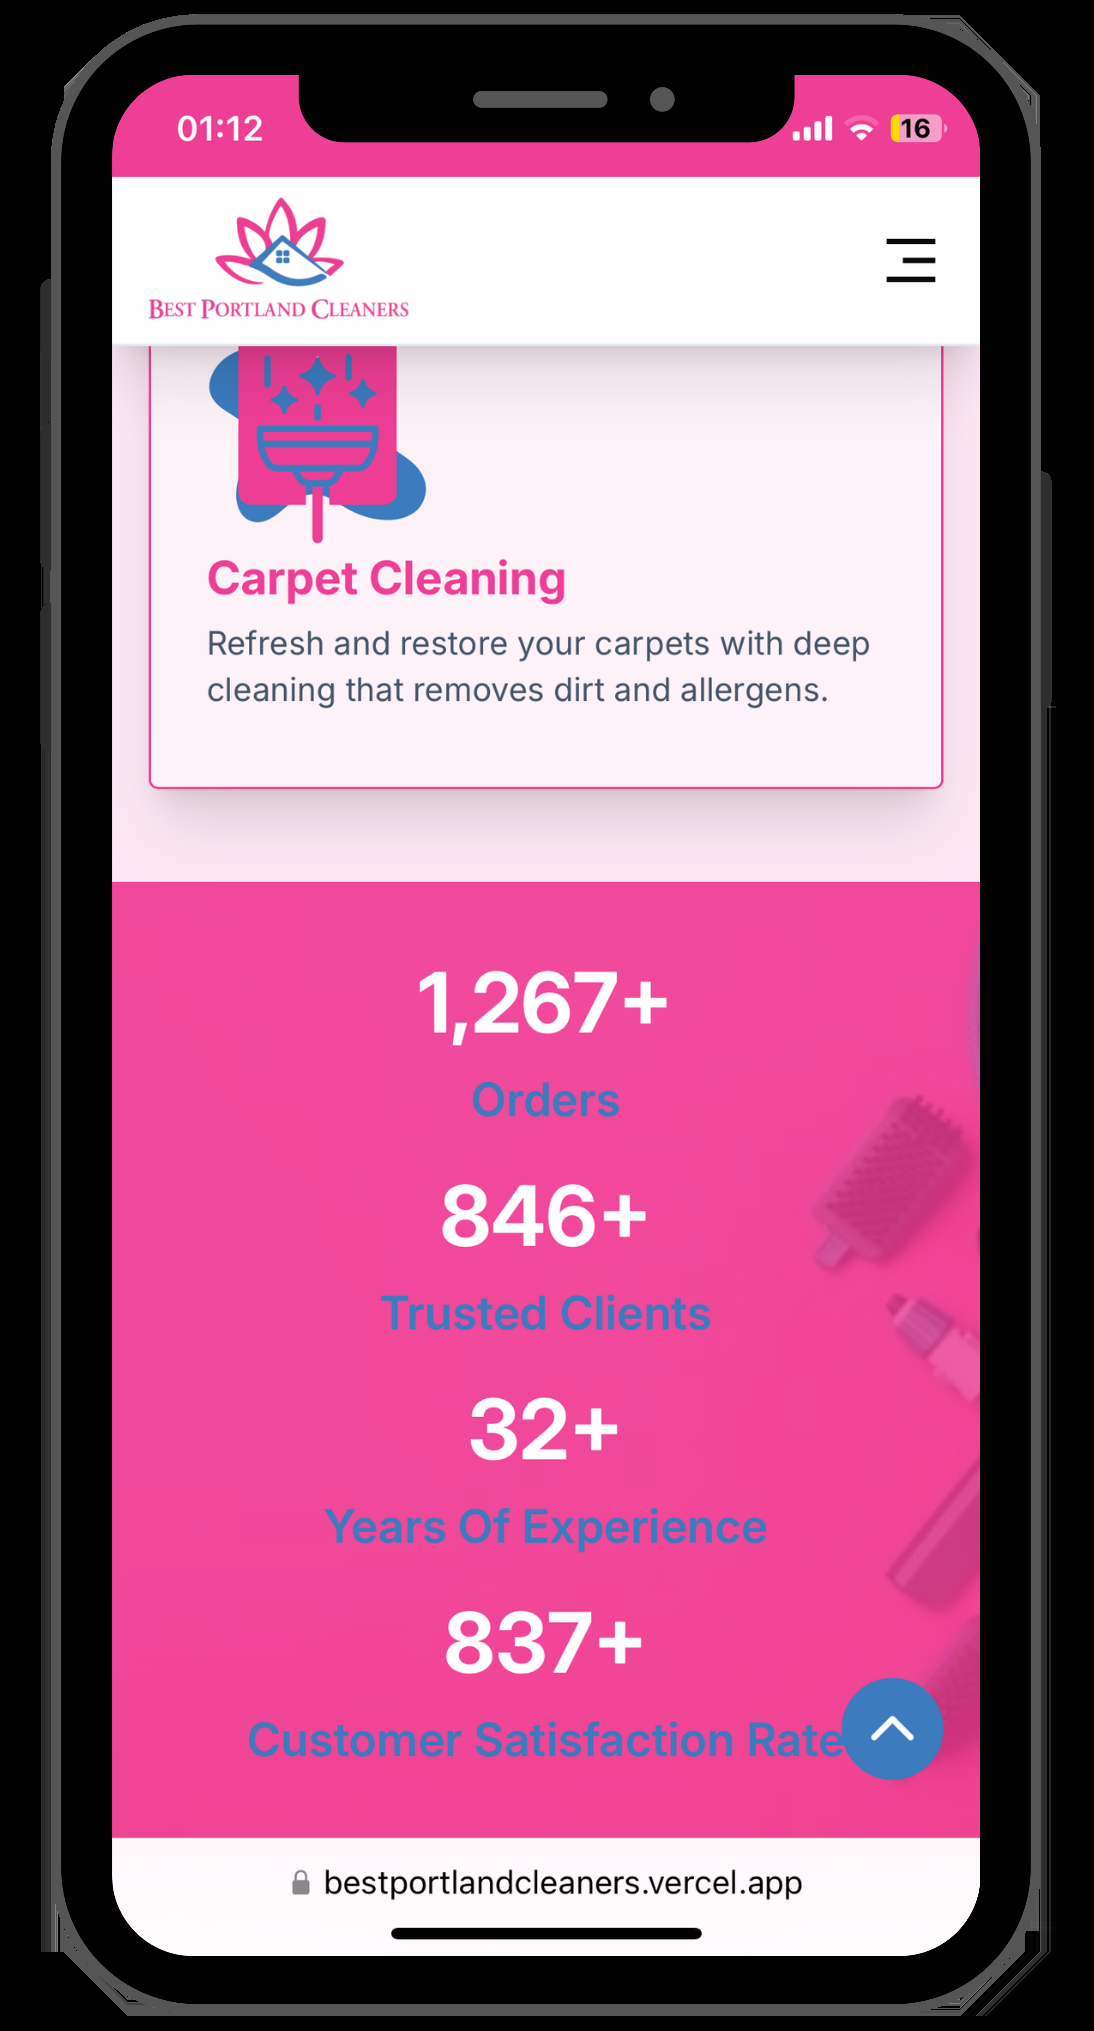 01:12
16
BEST PORTLAND CLEANERS
Carpet Cleaning
Refresh and restore your carpets with deep
cleaning that removes dirt and allergens.
1,267+
Orders
846+
Trusted Clients
32+
Years Of Experience
837+
Customer Satisfaction Rate
bestportlandcleaners.vercel.app